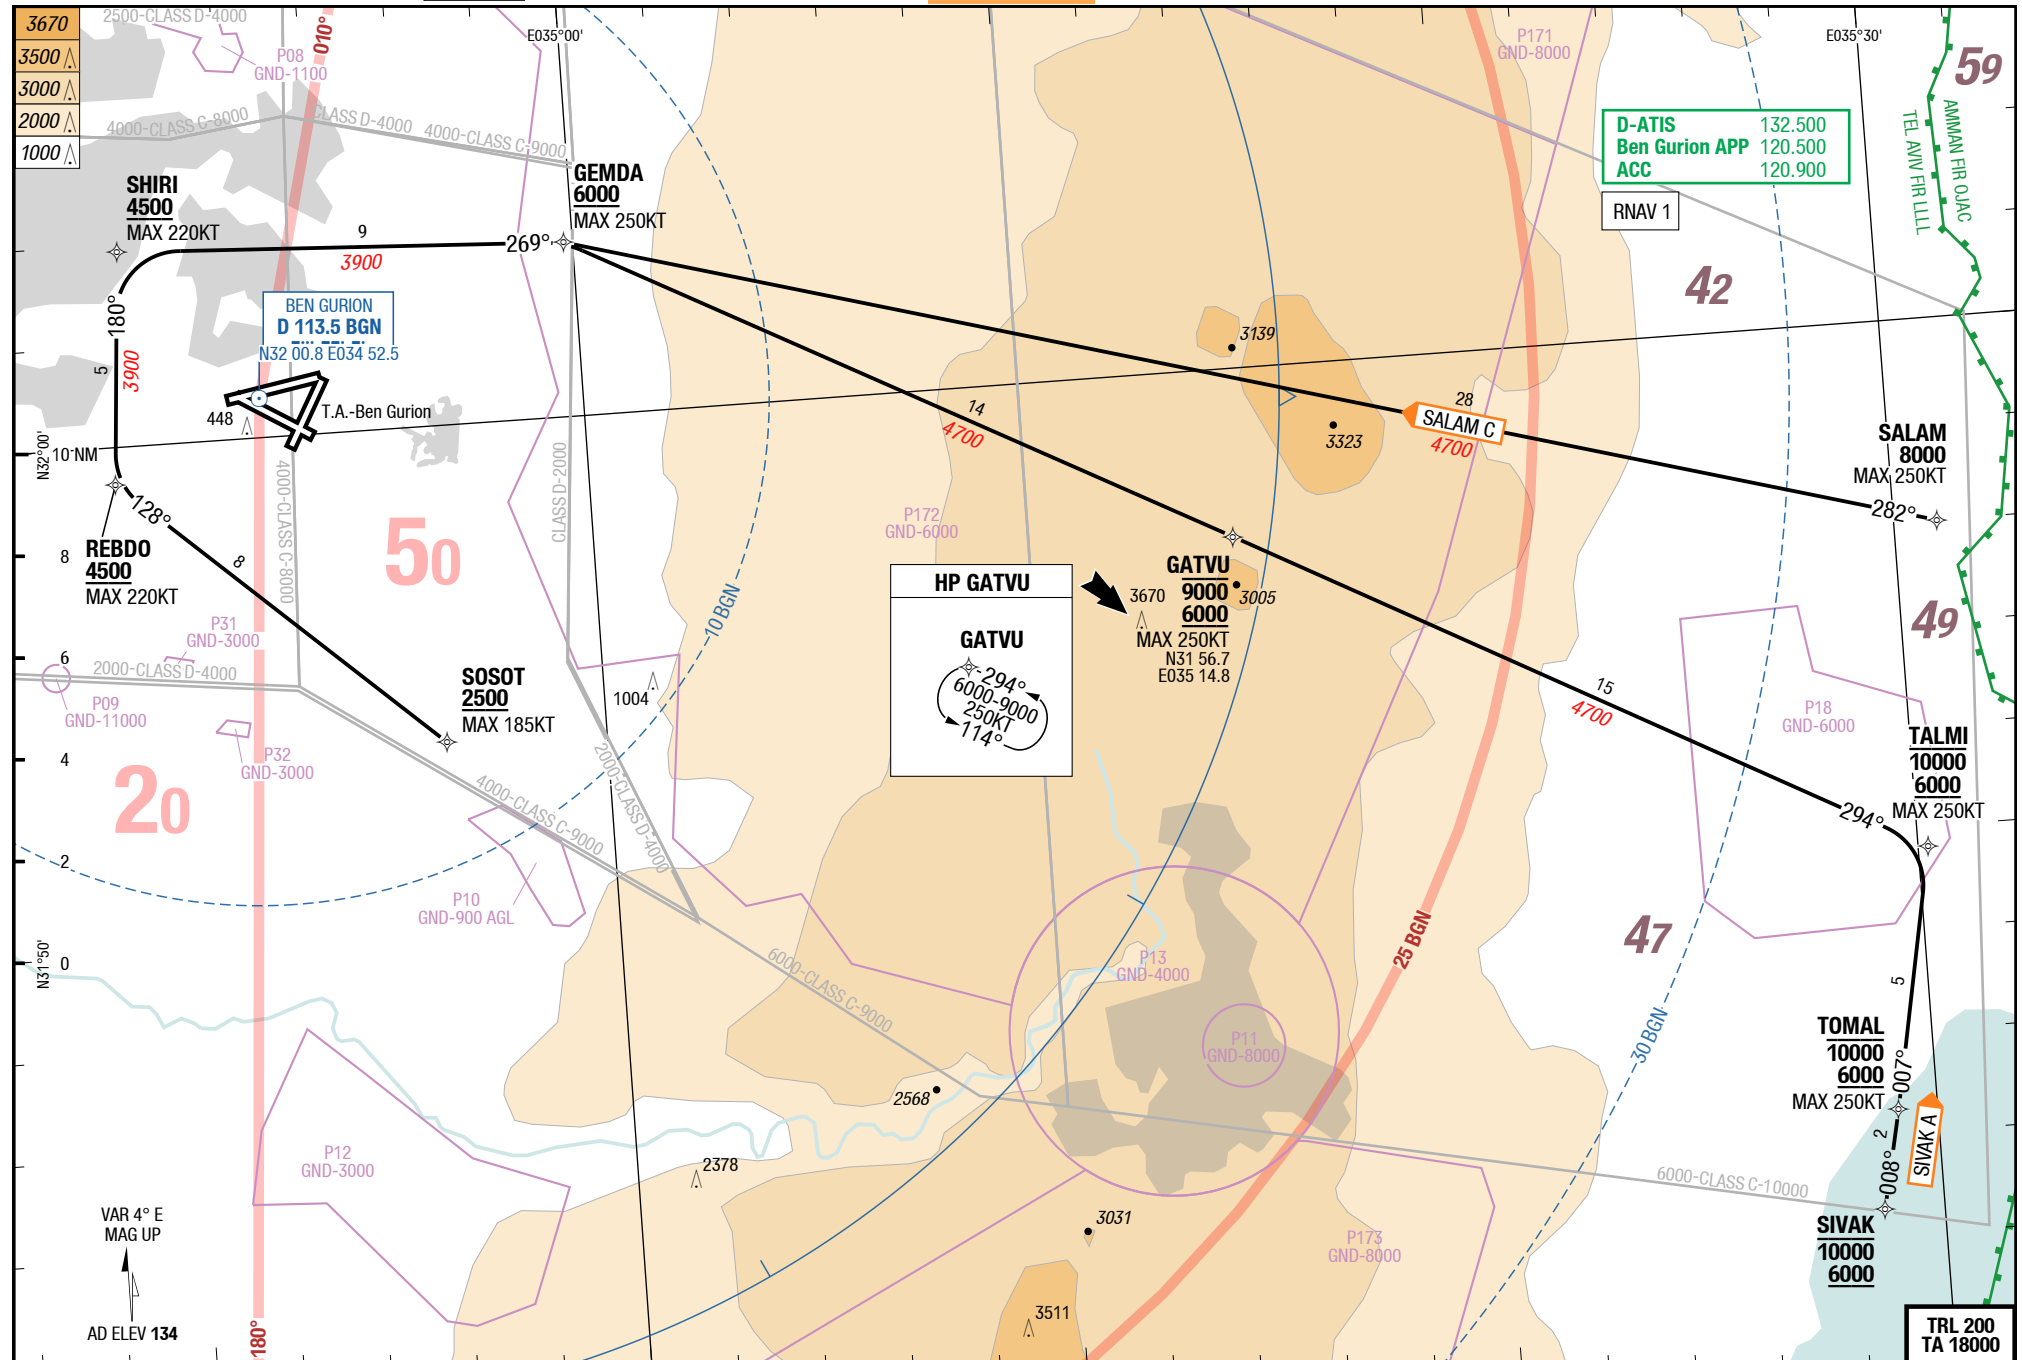 3670
3500
3000
2000
1000
2500-CLASS D-4000
P08
GND-1100
010°
E035°00'
P171
GND-8000
E035°30'
59
AMMAN FIR OJAC
TEL AVIV FIR LLLL
4000-CLASS C-8000
CLASS D-4000
4000-CLASS C-9000
D-ATIS 132.500
Ben Gurion APP 120.500
ACC 120.900
RNAV 1
SHIRI
4500
MAX 220KT
GEMDA
6000
MAX 250KT
9
3900
269°
42
180°
5
3900
BEN GURION
D 113.5 BGN
N32 00.8 E034 52.5
448
T.A.-Ben Gurion
3139
3323
14
4700
28
SALAM C
4700
SALAM
8000
MAX 250KT
282°
N32°00'
10 NM
8
6
4
2
0
128°
REBDO
4500
MAX 220KT
8
50
4000-CLASS C-8000
CLASS D-2000
P172
GND-6000
10 BGN
HP GATVU
GATVU
294°
6000-9000
250KT
114°
3670
GATVU
9000
6000
MAX 250KT
N31 56.7
E035 14.8
3005
49
P31
GND-3000
2000-CLASS D-4000
P09
GND-11000
P32
GND-3000
20
SOSOT
2500
MAX 185KT
1004
15
4700
P18
GND-6000
TALMI
10000
6000
MAX 250KT
294°
4000-CLASS C-9000
2000-CLASS D-4000
P10
GND-900 AGL
N31°50'
6000-CLASS C-9000
P13
GND-4000
25 BGN
47
5
P11
GND-8000
30 BGN
TOMAL
10000
6000
MAX 250KT
007°
2
008°
SIVAK A
2568
P12
GND-3000
2378
3031
6000-CLASS C-10000
SIVAK
10000
6000
P173
GND-8000
VAR 4° E
MAG UP
AD ELEV 134
180°
3511
TRL 200
TA 18000